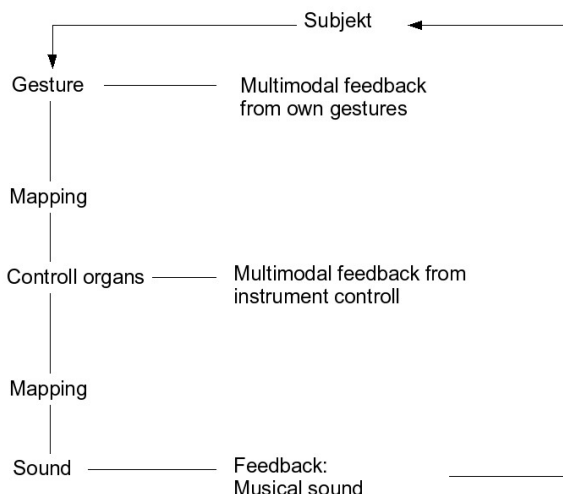 Subjekt
Gesture
Multimodal feedback
from own gestures
Mapping
Controll organs
Multimodal feedback from
instrument controll
Mapping
Sound
Feedback:
Musical sound